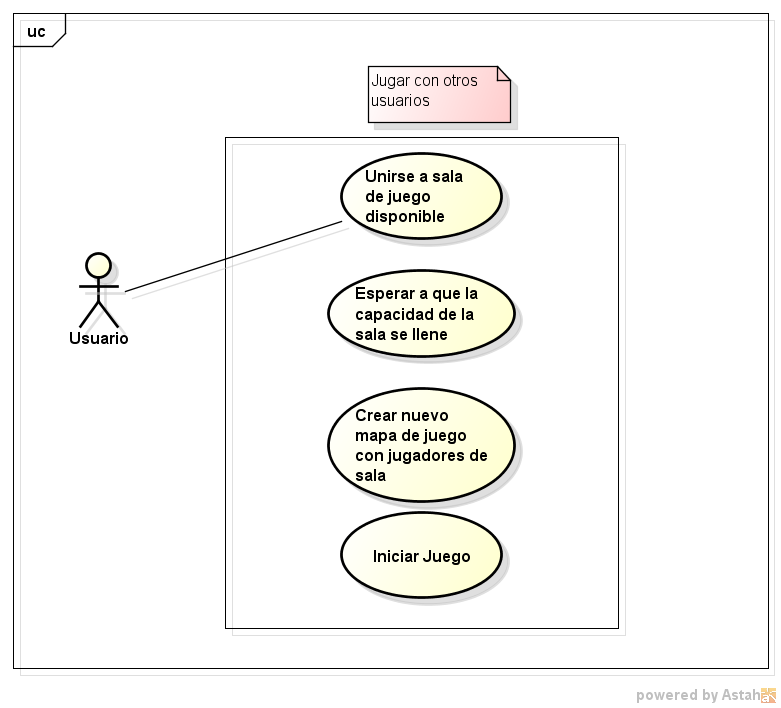 uc
Jugar con otros
usuarios
Unirse a sala
de juego
disponible
Esperar a que la
capacidad de la
sala se llene
Usuario
Crear nuevo
mapa de juego
con jugadores de
sala
Iniciar Juego
powered by Astah